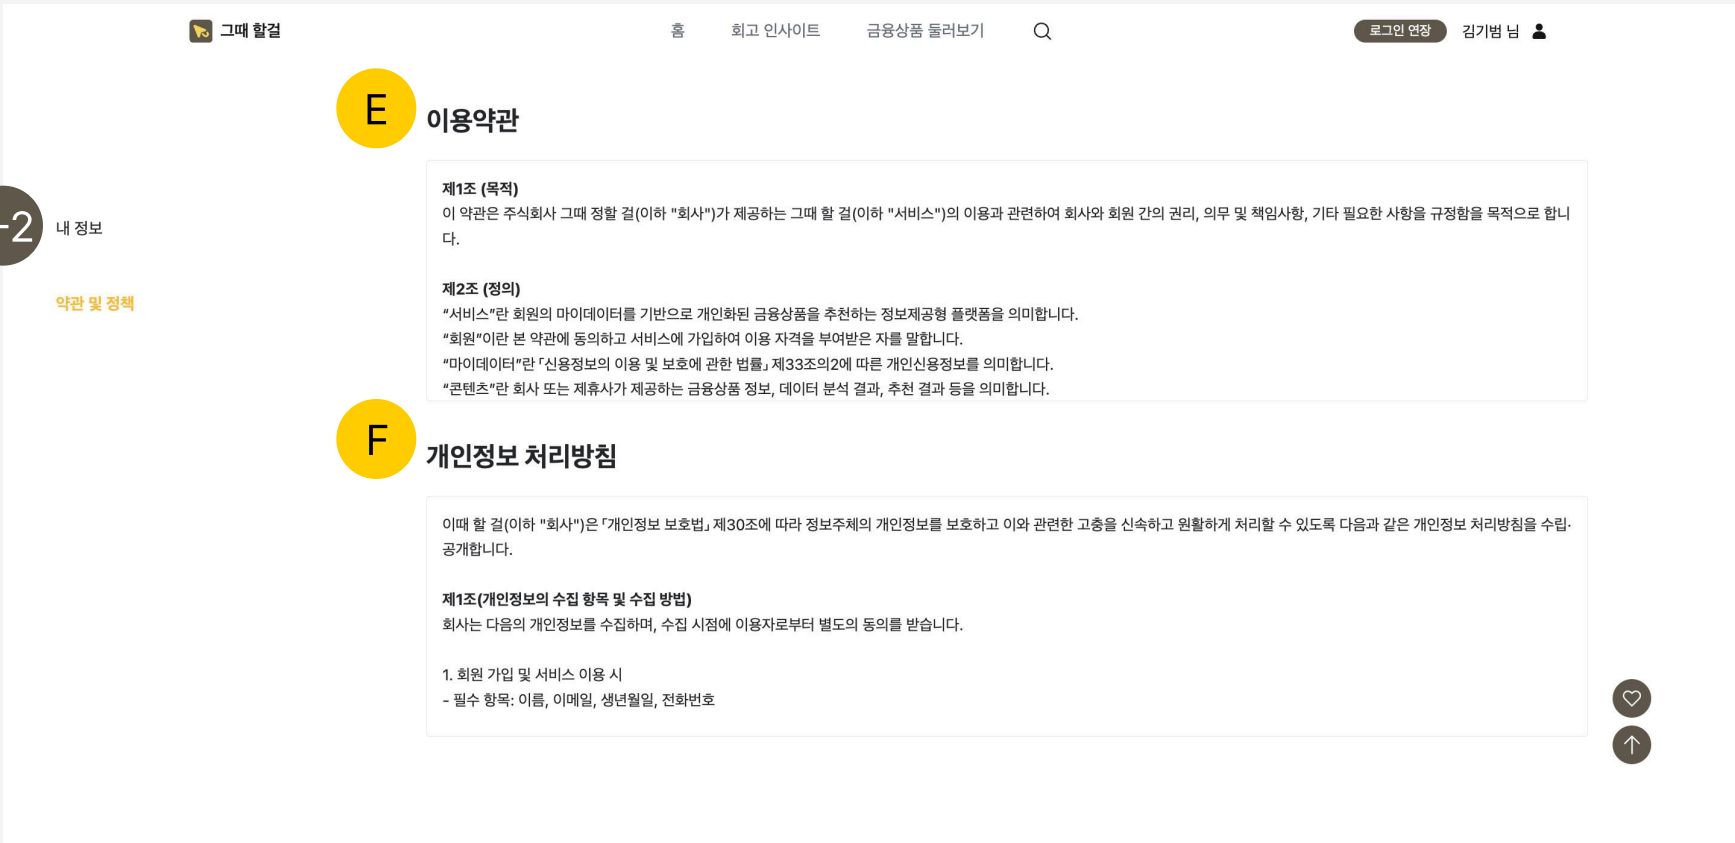 그때 할걸
홈
회고 인사이트
금융상품 둘러보기
로그인 연장
김기범 님
E
이용약관
제1조 (목적)
이 약관은 주식회사 그때 정할 걸(이하 "회사")가 제공하는 그때 할 걸(이하 "서비스")의 이용과 관련하여 회사와 회원 간의 권리, 의무 및 책임사항, 기타 필요한 사항을 규정함을 목적으로 합니
다.
-2
내 정보
약관 및 정책
제2조 (정의)
“서비스”란 회원의 마이데이터를 기반으로 개인화된 금융상품을 추천하는 정보제공형 플랫폼을 의미합니다.
“회원”이란 본 약관에 동의하고 서비스에 가입하여 이용 자격을 부여받은 자를 말합니다.
“마이데이터”란 「신용정보의 이용 및 보호에 관한 법률」 제33조의2에 따른 개인신용정보를 의미합니다.
“콘텐츠”란 회사 또는 제휴사가 제공하는 금융상품 정보, 데이터 분석 결과, 추천 결과 등을 의미합니다.
F
개인정보 처리방침
이때 할 걸(이하 "회사")은 「개인정보 보호법」 제30조에 따라 정보주체의 개인정보를 보호하고 이와 관련한 고충을 신속하고 원활하게 처리할 수 있도록 다음과 같은 개인정보 처리방침을 수립·
공개합니다.
제1조(개인정보의 수집 항목 및 수집 방법)
회사는 다음의 개인정보를 수집하며, 수집 시점에 이용자로부터 별도의 동의를 받습니다.
1. 회원 가입 및 서비스 이용 시
- 필수 항목: 이름, 이메일, 생년월일, 전화번호